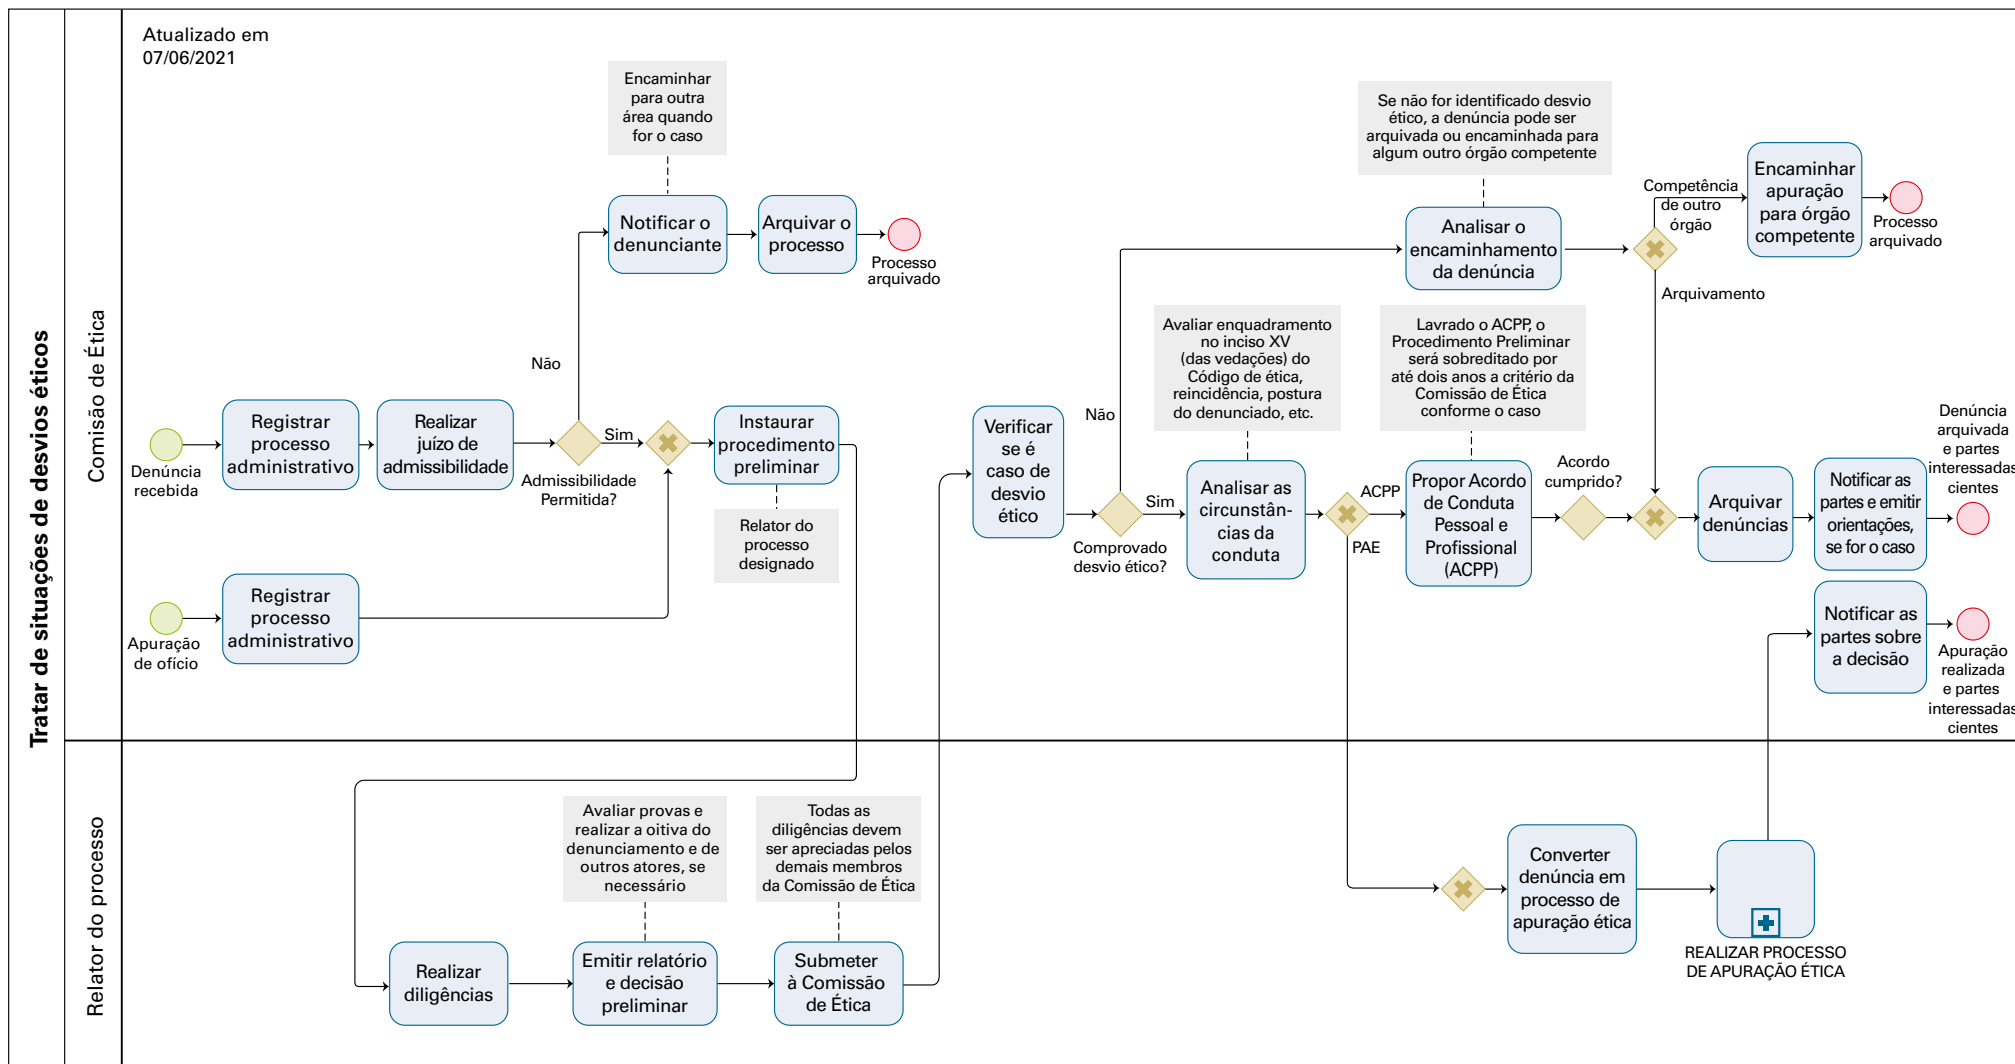 Tratar de situações de desvios éticos
Comissão de Ética
Atualizado em
07/06/2021
Denúncia
recebida
Registrar
processo
administrativo
Realizar
juízo de
admissibilidade
Admissibilidade
Permitida?
Não
Sim
Encaminhar
para outra
área quando
for o caso
Notificar o
denunciante
Arquivar o
processo
Processo
arquivado
Apuração
de ofício
Registrar
processo
administrativo
Instaurar
procedimento
preliminar
Relator do
processo
designado
Verificar
se é
caso de
desvio
ético
Comprovado
desvio ético?
Não
Sim
Se não for identificado desvio
ético, a denúncia pode ser
arquivada ou encaminhada para
algum outro órgão competente
Analisar o
encaminhamento
da denúncia
Competência
de outro
órgão
Encaminhar
apuração
para órgão
competente
Processo
arquivado
Arquivamento
Avaliar enquadramento
no inciso XV
(das vedações) do
Código de ética,
reincidência, postura
do denunciado, etc.
Analisar as
circunstân-
cias da
conduta
ACPP
PAE
Lavrado o ACPP, o
Procedimento Preliminar
será sobreditado por
até dois anos a critério da
Comissão de Ética
conforme o caso
Propor Acordo
de Conduta
Pessoal e
Profissional
(ACPP)
Acordo
cumprido?
Arquivar
denúncias
Notificar as
partes e emitir
orientações,
se for o caso
Denúncia
arquivada
e partes
interessadas
cientes
Notificar as
partes sobre
a decisão
Apuração
realizada
e partes
interessadas
cientes
Relator do processo
Realizar
diligências
Avaliar provas e
realizar a oitiva do
denunciamento e de
outros atores, se
necessário
Emitir relatório
e decisão
preliminar
Todas as
diligências devem
ser apreciadas pelos
demais membros
da Comissão de Ética
Submeter
à Comissão
de Ética
Converter
denúncia em
processo de
apuração ética
REALIZAR PROCESSO
DE APURAÇÃO ÉTICA